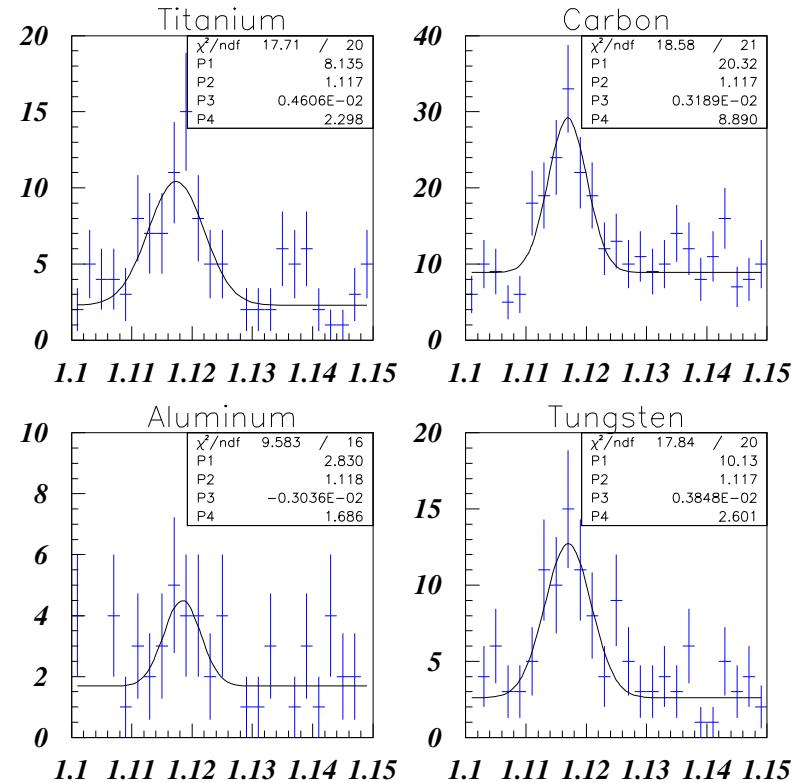 Titanium
20
15
10
5
0
χ²/ndf 17.71 / 20
P1 8.135
P2 1.117
P3 0.4606E-02
P4 2.298
1.1 1.11 1.12 1.13 1.14 1.15
Carbon
40
30
20
10
0
χ²/ndf 18.58 / 21
P1 20.32
P2 1.117
P3 0.3189E-02
P4 8.890
1.1 1.11 1.12 1.13 1.14 1.15
Aluminum
10
8
6
4
2
0
χ²/ndf 9.583 / 16
P1 2.830
P2 1.118
P3 -0.3036E-02
P4 1.686
1.1 1.11 1.12 1.13 1.14 1.15
Tungsten
20
15
10
5
0
χ²/ndf 17.84 / 20
P1 10.13
P2 1.117
P3 0.3848E-02
P4 2.601
1.1 1.11 1.12 1.13 1.14 1.15